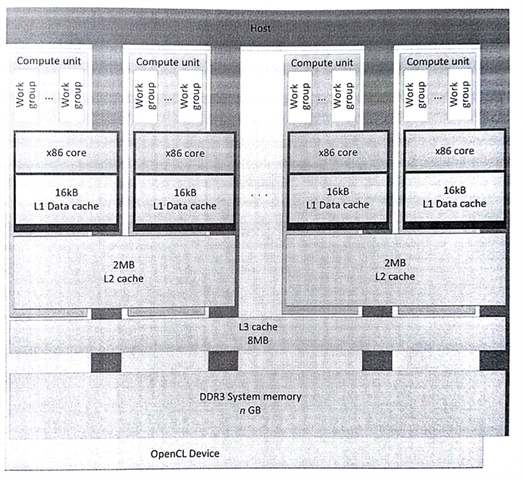 Host
Compute unit
Compute unit
Compute unit
Compute unit
Work group
...
Work group
Work group
...
Work group
Work group
...
Work group
Work group
...
Work group
x86 core
x86 core
x86 core
x86 core
16kB
L1 Data cache
16kB
L1 Data cache
...
16kB
L1 Data cache
16kB
L1 Data cache
2MB
L2 cache
2MB
L2 cache
L3 cache
8MB
DDR3 System memory
n GB
OpenCL Device